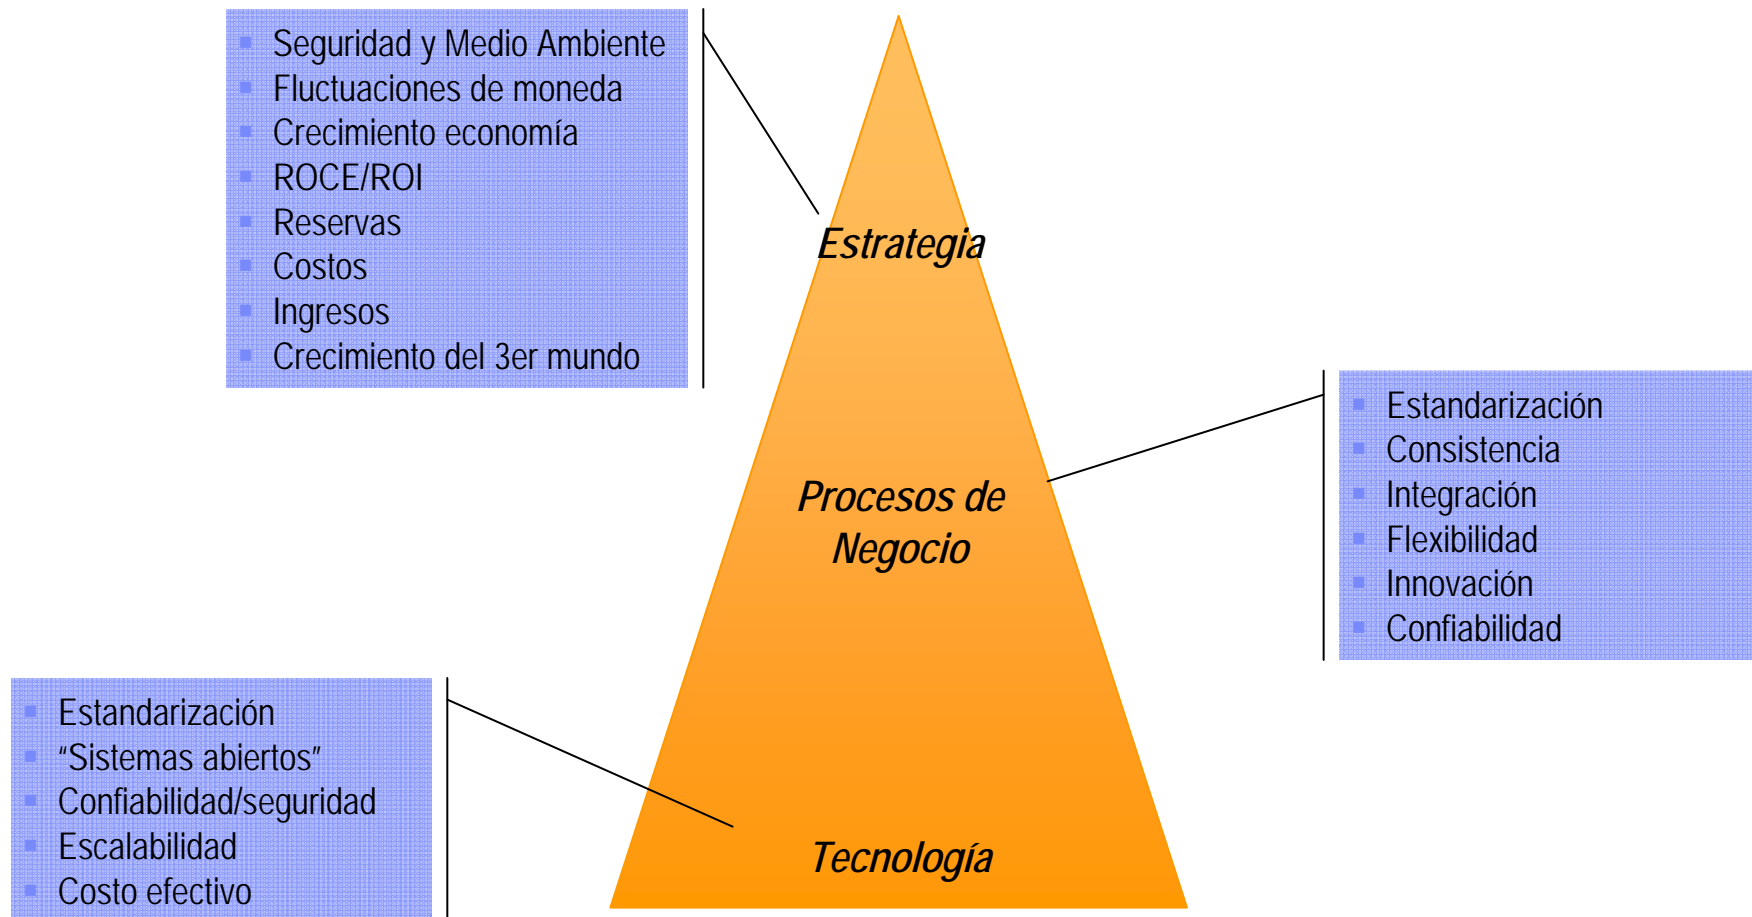 Seguridad y Medio Ambiente
Fluctuaciones de moneda
Crecimiento economía
ROCE/ROI
Reservas
Costos
Ingresos
Crecimiento del 3er mundo
Estrategia
Estandarización
Consistencia
Integración
Flexibilidad
Innovación
Confiabilidad
Procesos de
Negocio
Estandarización
“Sistemas abiertos”
Confiabilidad/seguridad
Escalabilidad
Costo efectivo
Tecnología